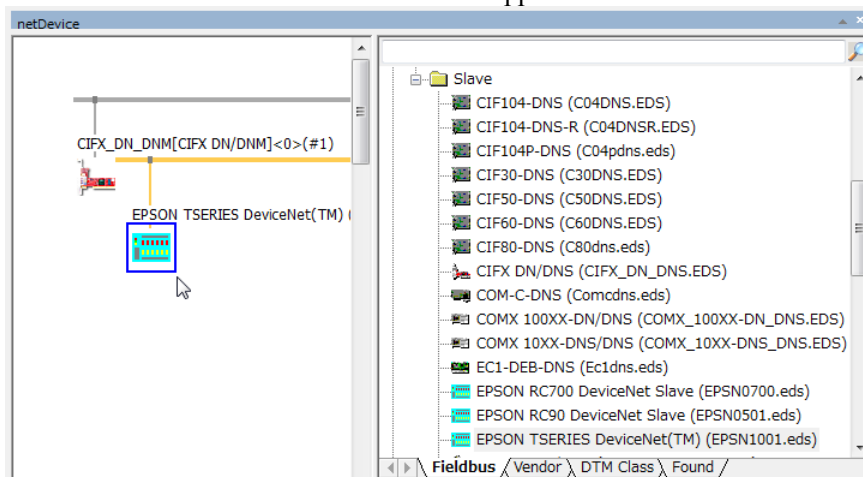 netDevice
CIFX_DN_DNM[CIFX DN/DNM]<0>(#1)
EPSON TSERIES DeviceNet(TM) (
Slave
CIF104-DNS (C04DNS.EDS)
CIF104-DNS-R (C04DNSR.EDS)
CIF104P-DNS (C04pdns.eds)
CIF30-DNS (C30DNS.EDS)
CIF50-DNS (C50DNS.EDS)
CIF60-DNS (C60DNS.EDS)
CIF80-DNS (C80dns.eds)
CIFX DN/DNS (CIFX_DN_DNS.EDS)
COM-C-DNS (Comcdns.eds)
COMX 100XX-DN/DNS (COMX_100XX-DN_DNS.EDS)
COMX 10XX-DNS/DNS (COMX_10XX-DNS_DNS.EDS)
EC1-DEB-DNS (Ec1dns.eds)
EPSON RC700 DeviceNet Slave (EPSN0700.eds)
EPSON RC90 DeviceNet Slave (EPSN0501.eds)
EPSON TSERIES DeviceNet(TM) (EPSN1001.eds)
Fieldbus / Vendor \ DTM Class \ Found /